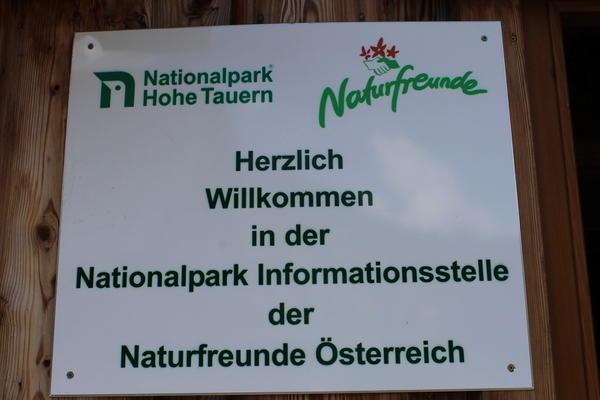 Nationalpark®
Hohe Tauern
Naturfreunde
Herzlich
Willkommen
in der
Nationalpark Informationsstelle
der
Naturfreunde Österreich